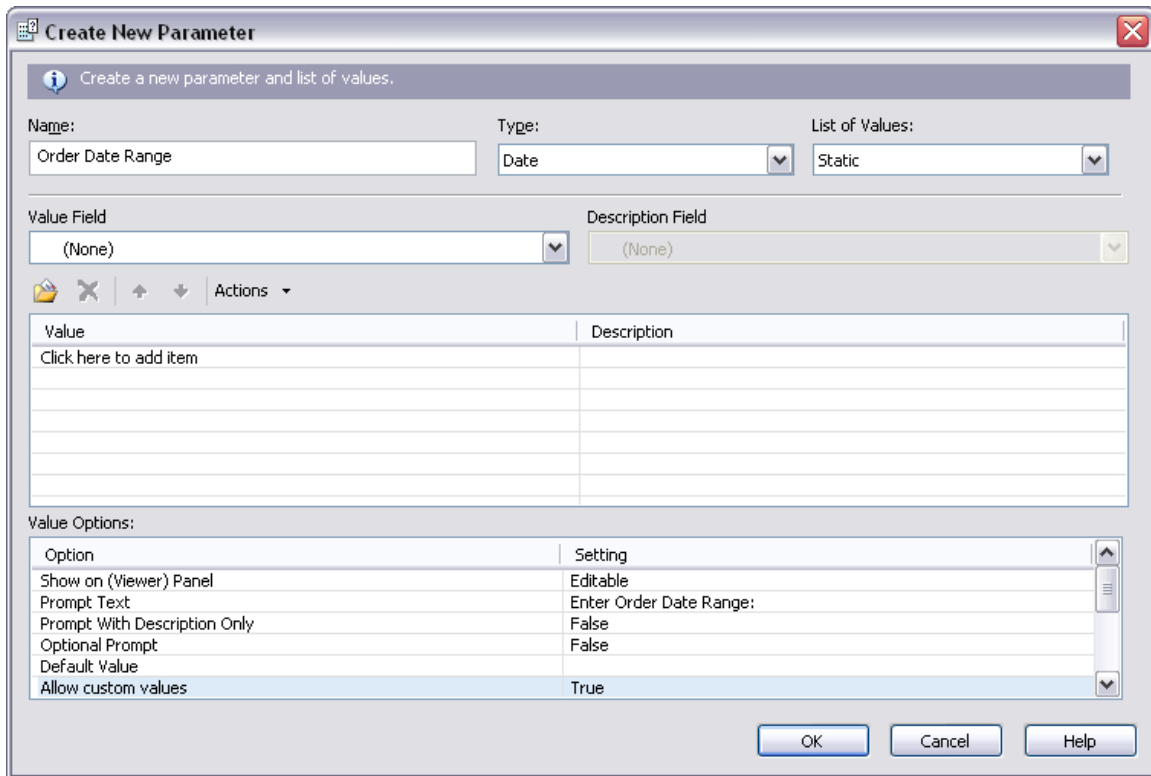 Create New Parameter
Create a new parameter and list of values.
Name: Type: List of Values:
Order Date Range Date Static
Value Field Description Field
(None) (None)
Actions
Value Description
Click here to add item
Value Options:
Option Setting
Show on (Viewer) Panel Editable
Prompt Text Enter Order Date Range:
Prompt With Description Only False
Optional Prompt False
Default Value
Allow custom values True
OK Cancel Help